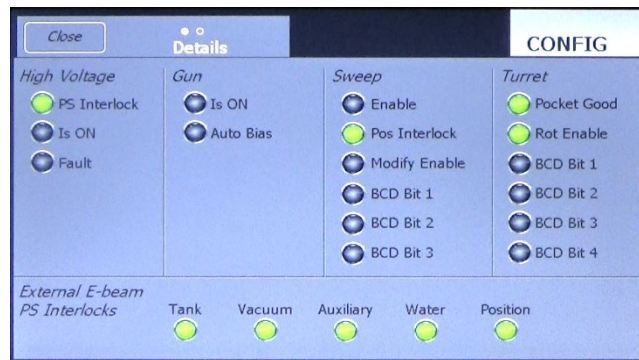 Close
Details
CONFIG
High Voltage
PS Interlock
Is ON
Fault
Gun
Is ON
Auto Bias
Sweep
Enable
Pos Interlock
Modify Enable
BCD Bit 1
BCD Bit 2
BCD Bit 3
Turret
Pocket Good
Rot Enable
BCD Bit 1
BCD Bit 2
BCD Bit 3
BCD Bit 4
External E-beam
PS Interlocks
Tank
Vacuum
Auxiliary
Water
Position